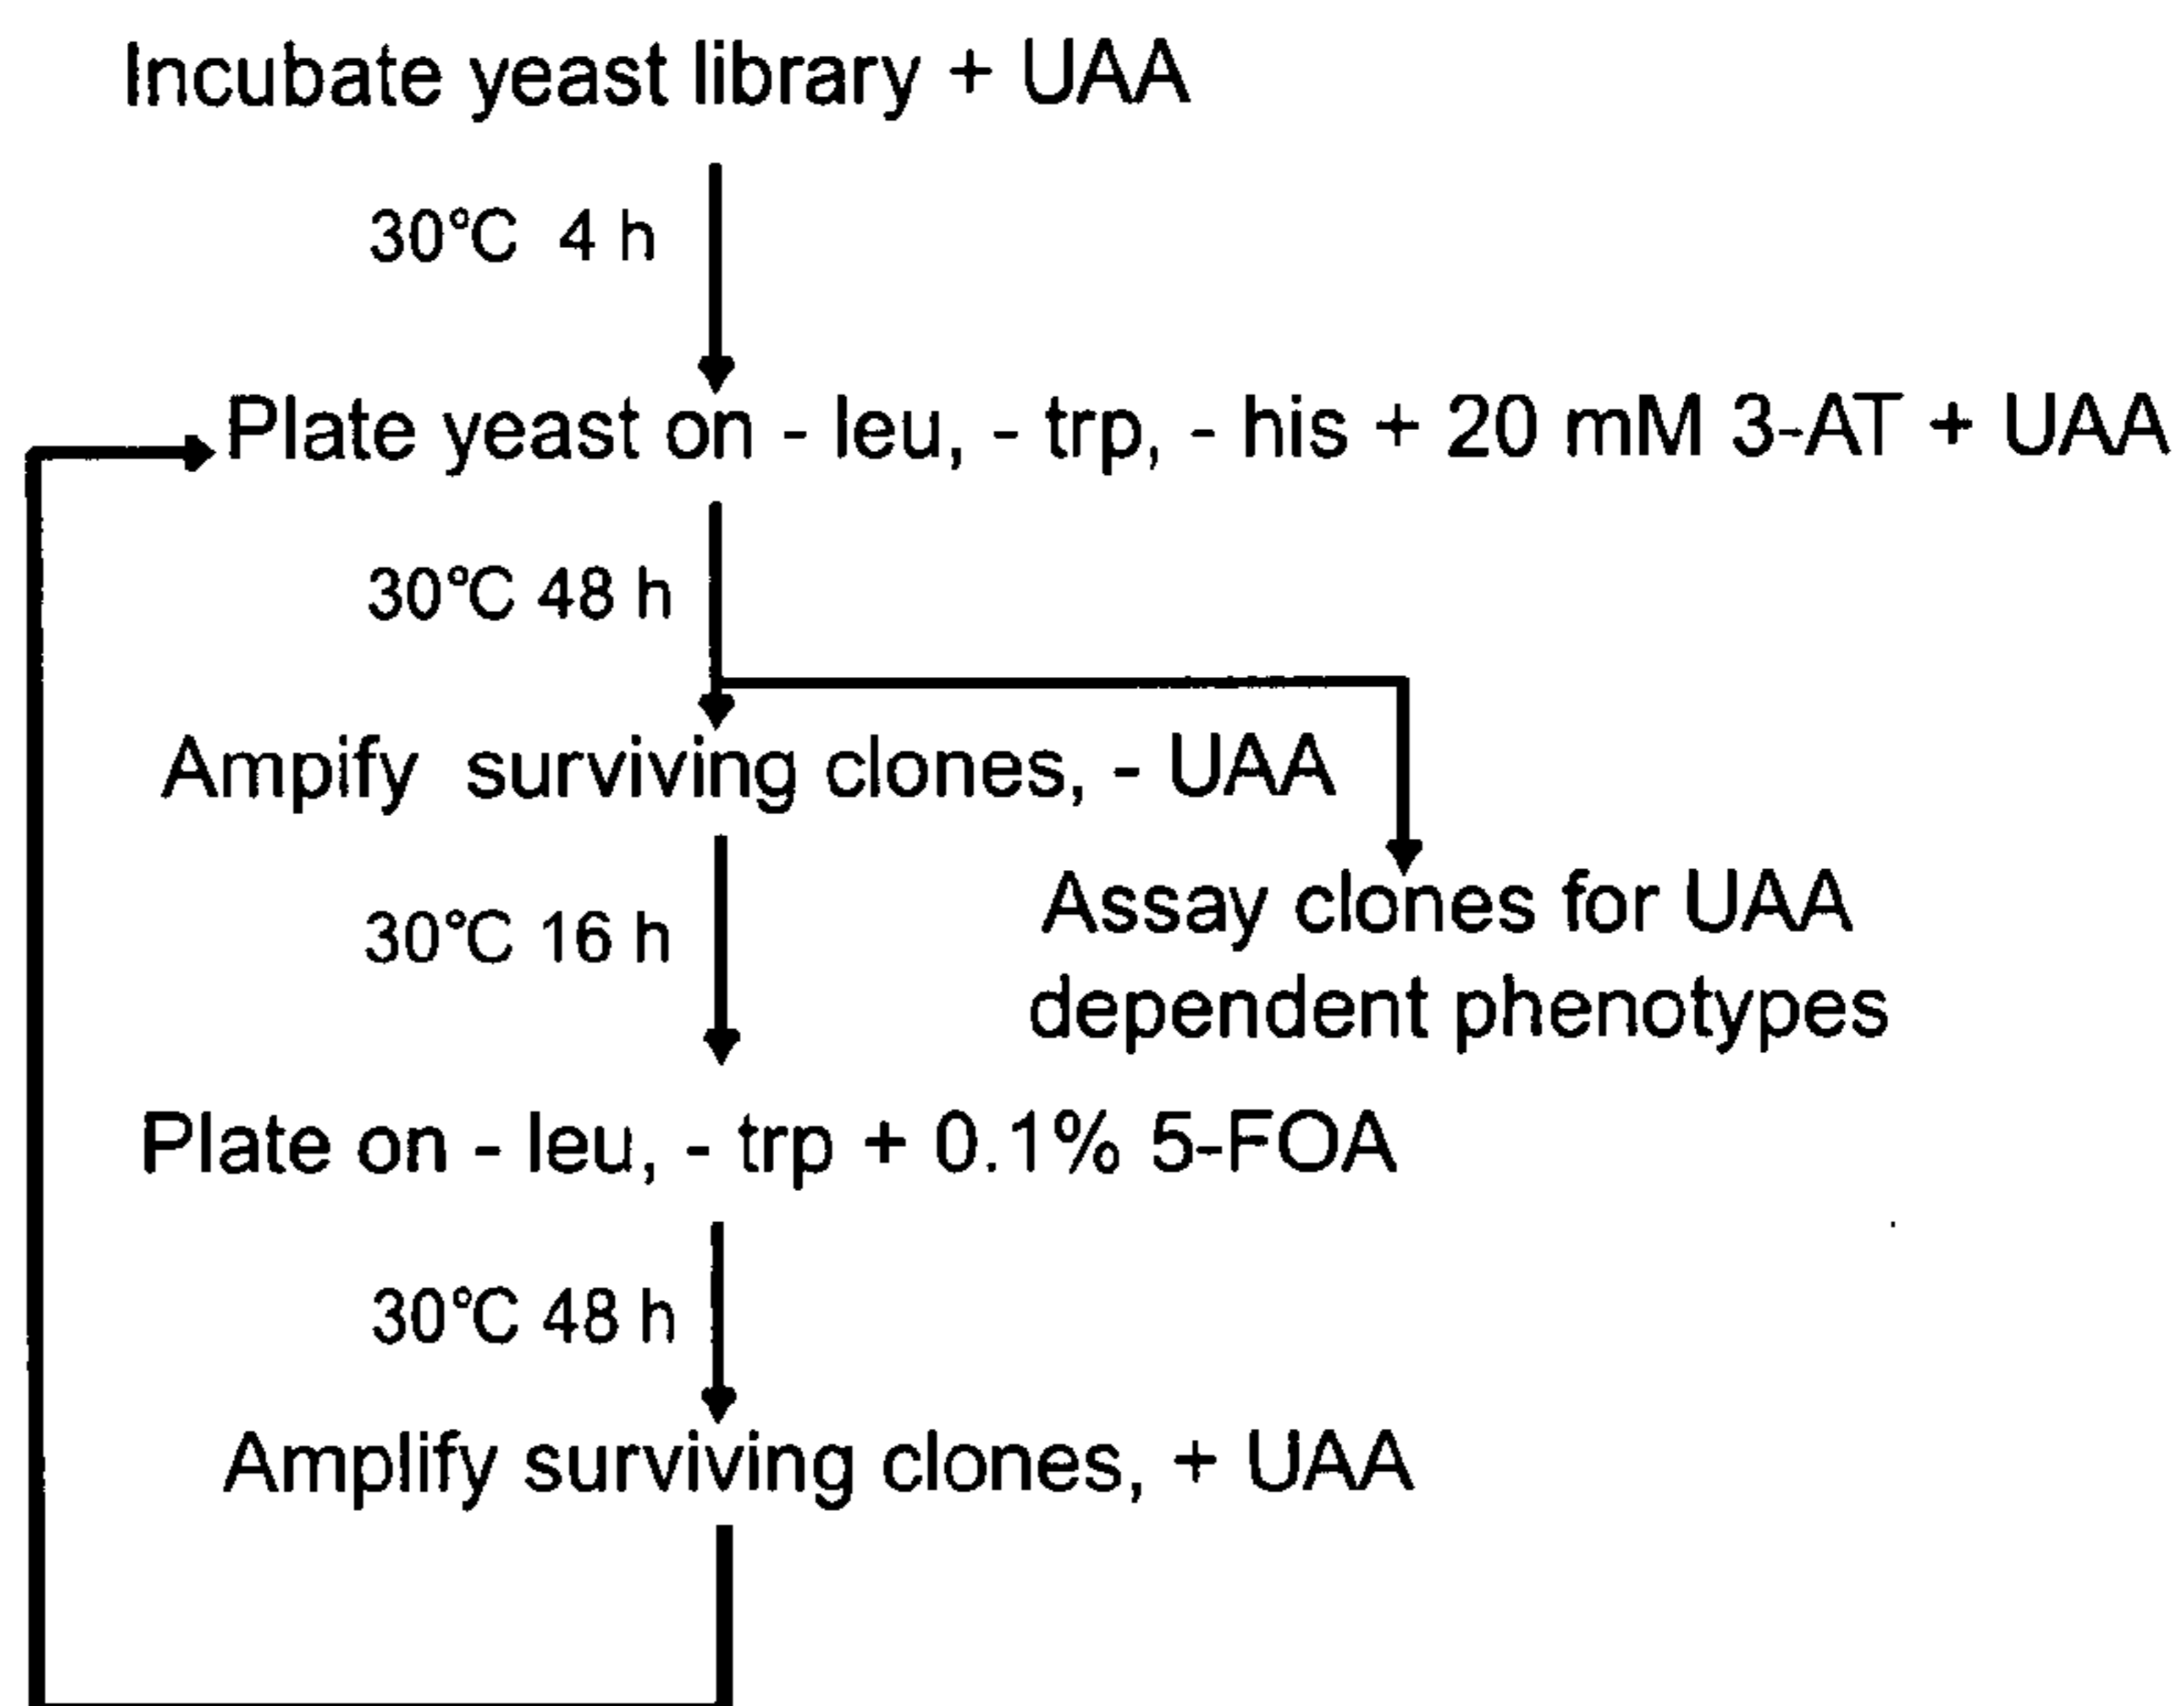 Incubate yeast library + UAA
30°C 4 h
Plate yeast on - leu, - trp, - his + 20 mM 3-AT + UAA
30°C 48 h
Ampify surviving clones, - UAA
30°C 16 h
Assay clones for UAA
dependent phenotypes
Plate on - leu, - trp + 0.1% 5-FOA
30°C 48 h
Amplify surviving clones, + UAA